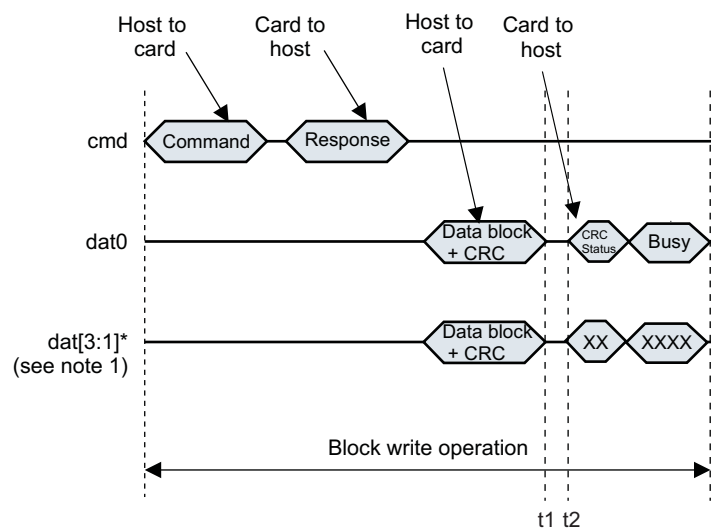 Host to
card
Card to
host
Host to
card
Card to
host
cmd
Command
Response
dat0
Data block
+ CRC
CRC
Status
Busy
dat[3:1]*
(see note 1)
Data block
+ CRC
XX
XXXX
Block write operation
t1 t2